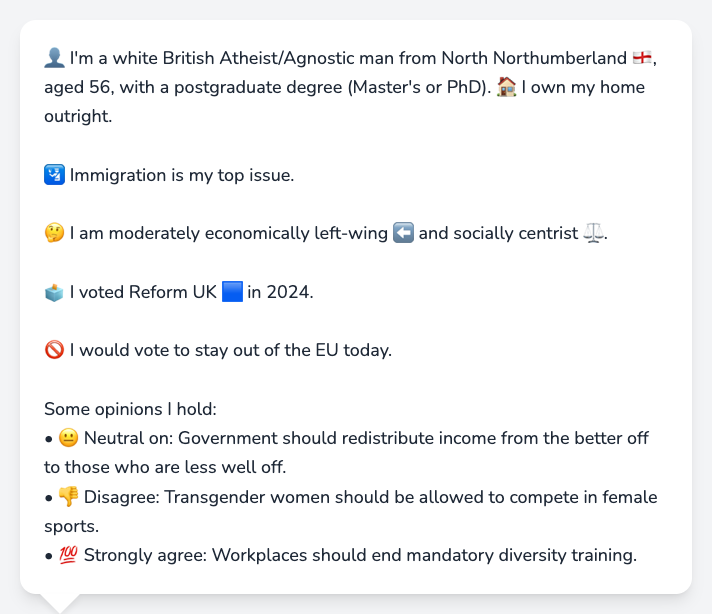 👤 I'm a white British Atheist/Agnostic man from North Northumberland 🏴󠁧󠁢󠁥󠁮󠁧󠁿,
aged 56, with a postgraduate degree (Master's or PhD). 🏠 I own my home
outright.
🛂 Immigration is my top issue.
🤔 I am moderately economically left-wing ⬅️ and socially centrist ⚖️.
🗳️ I voted Reform UK 🟦 in 2024.
🚫 I would vote to stay out of the EU today.
Some opinions I hold:
• 😐 Neutral on: Government should redistribute income from the better off
to those who are less well off.
• 👎 Disagree: Transgender women should be allowed to compete in female
sports.
• 💯 Strongly agree: Workplaces should end mandatory diversity training.